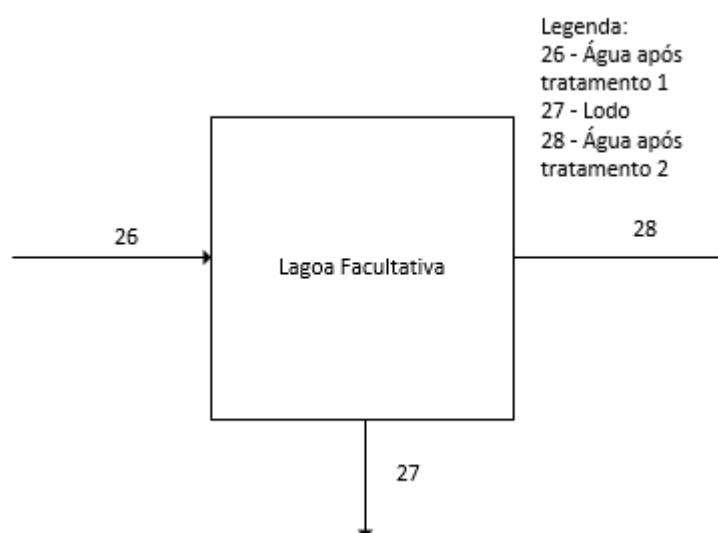 Legenda:
26 - Água após
tratamento 1
27 - Lodo
28 - Água após
tratamento 2
26
28
Lagoa Facultativa
27